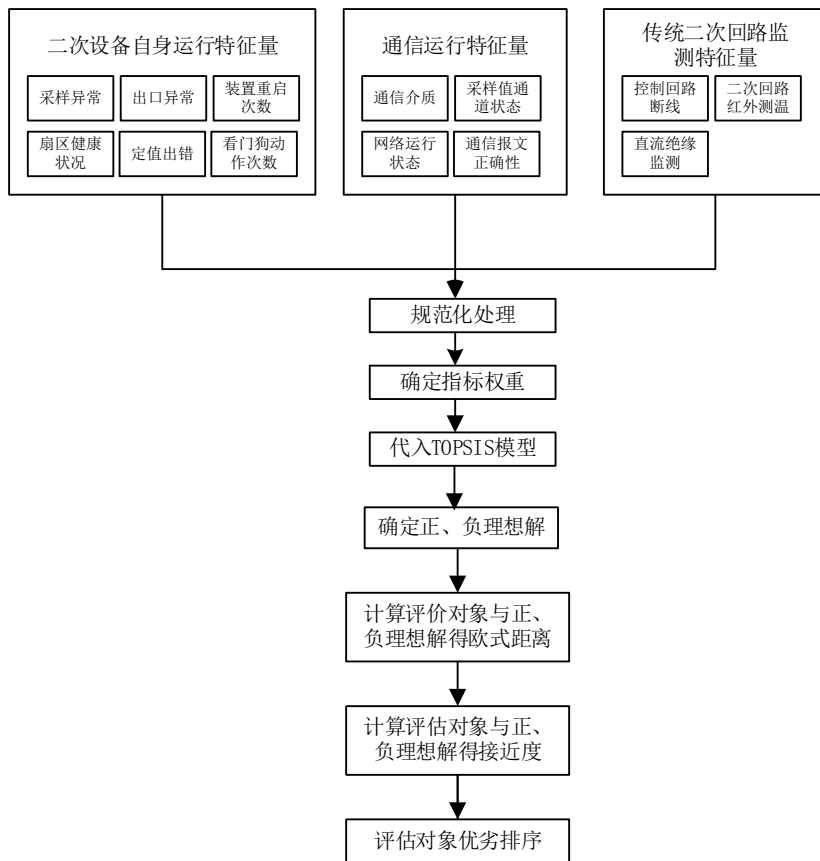 二次设备自身运行特征量
采样异常
出口异常
装置重启
次数
扇区健康
状况
定值出错
看门狗动
作次数
通信运行特征量
通信介质
采样值通
道状态
网络运行
状态
通信报文
正确性
传统二次回路监
测特征量
控制回路
断线
二次回路
红外测温
直流绝缘
监测
规范化处理
确定指标权重
代入TOPSIS模型
确定正、负理想解
计算评价对象与正、
负理想解得欧式距离
计算评估对象与正、
负理想解得接近度
评估对象优劣排序